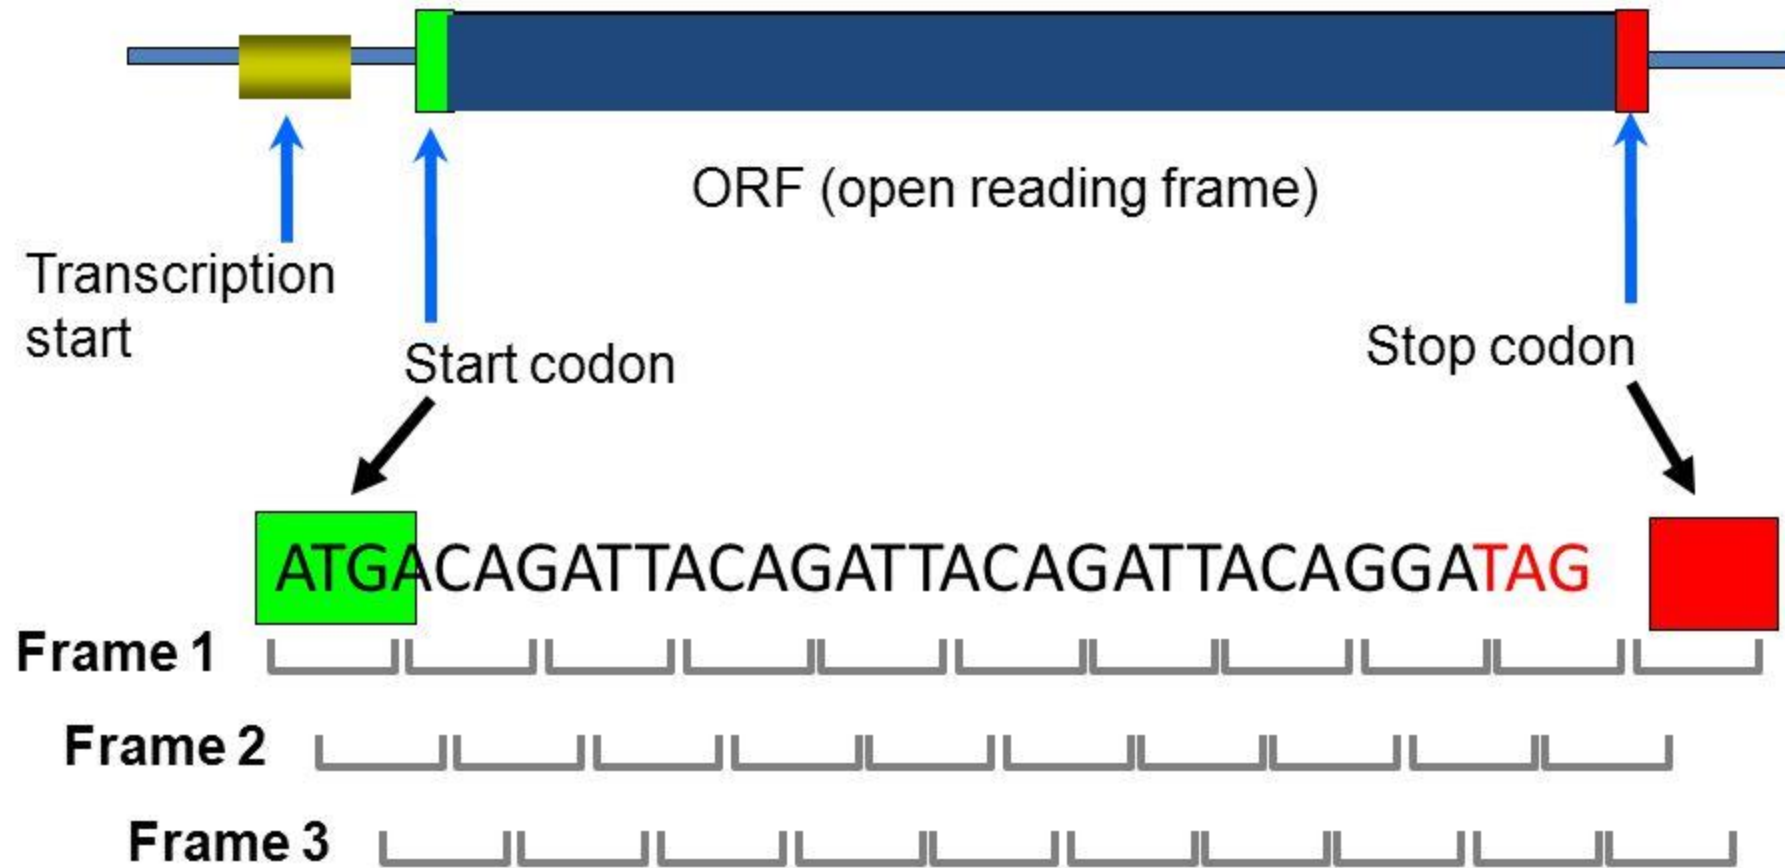 ORF (open reading frame)
Transcription
start
Start codon
Stop codon
ATGACAGATTACAGATTACAGATTACAGGATAG
Frame 1
Frame 2
Frame 3